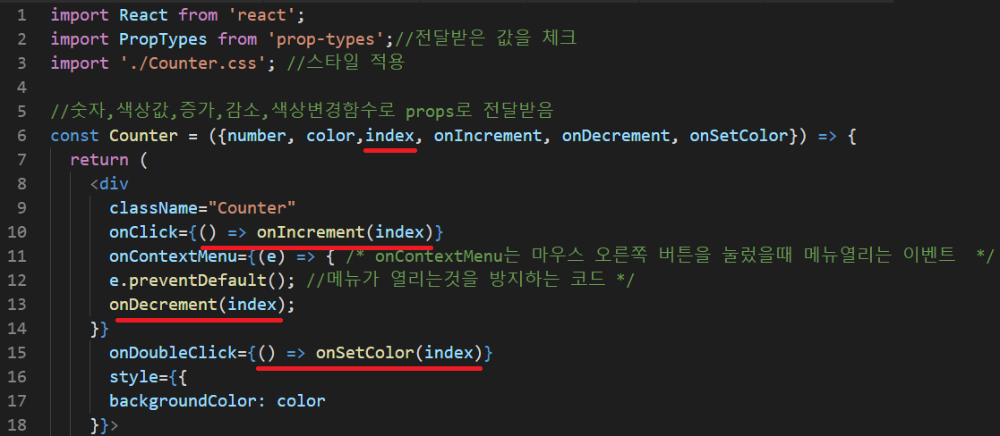 1 import React from 'react';
2 import PropTypes from 'prop-types';//전달받은 값을 체크
3 import './Counter.css'; //스타일 적용
4
5 //숫자,색상값,증가,감소,색상변경함수로 props로 전달받음
6 const Counter = ({number, color,index, onIncrement, onDecrement, onSetColor}) => {
7 return (
8 <div
9 className="Counter"
10 onClick={() => onIncrement(index)}
11 onContextMenu={(e) => { /* onContextMenu는 마우스 오른쪽 버튼을 눌렀을때 메뉴열리는 이벤트 */
12 e.preventDefault(); //메뉴가 열리는것을 방지하는 코드 */
13 onDecrement(index);
14 }}
15 onDoubleClick={() => onSetColor(index)}
16 style={{
17 backgroundColor: color
18 }}>